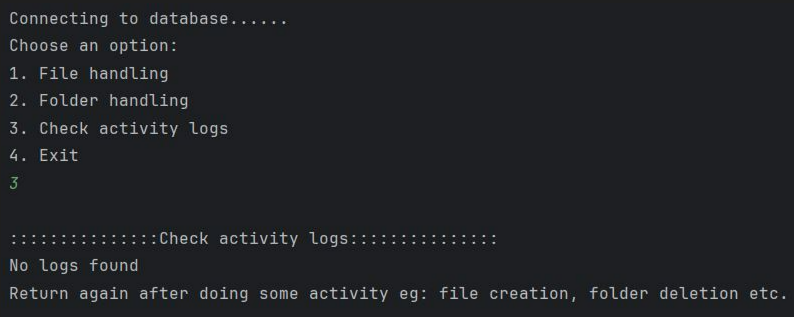 Connecting to database......
Choose an option:
1. File handling
2. Folder handling
3. Check activity logs
4. Exit
3
:::::::::::::::Check activity logs:::::::::::::::
No logs found
Return again after doing some activity eg: file creation, folder deletion etc.